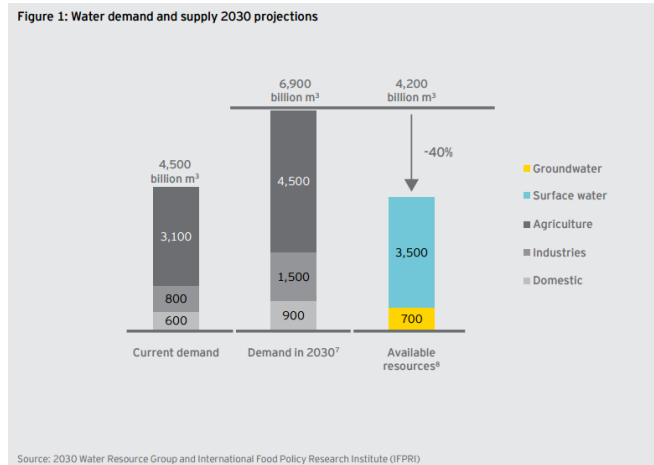 Figure 1: Water demand and supply 2030 projections
6,900
billion m³
4,200
billion m³
-40%
4,500
billion m³
4,500
3,100
1,500
800
900
600
3,500
700
Groundwater
Surface water
Agriculture
Industries
Domestic
Current demand
Demand in 2030⁷
Available
resources⁸
Source: 2030 Water Resource Group and International Food Policy Research Institute (IFPRI)